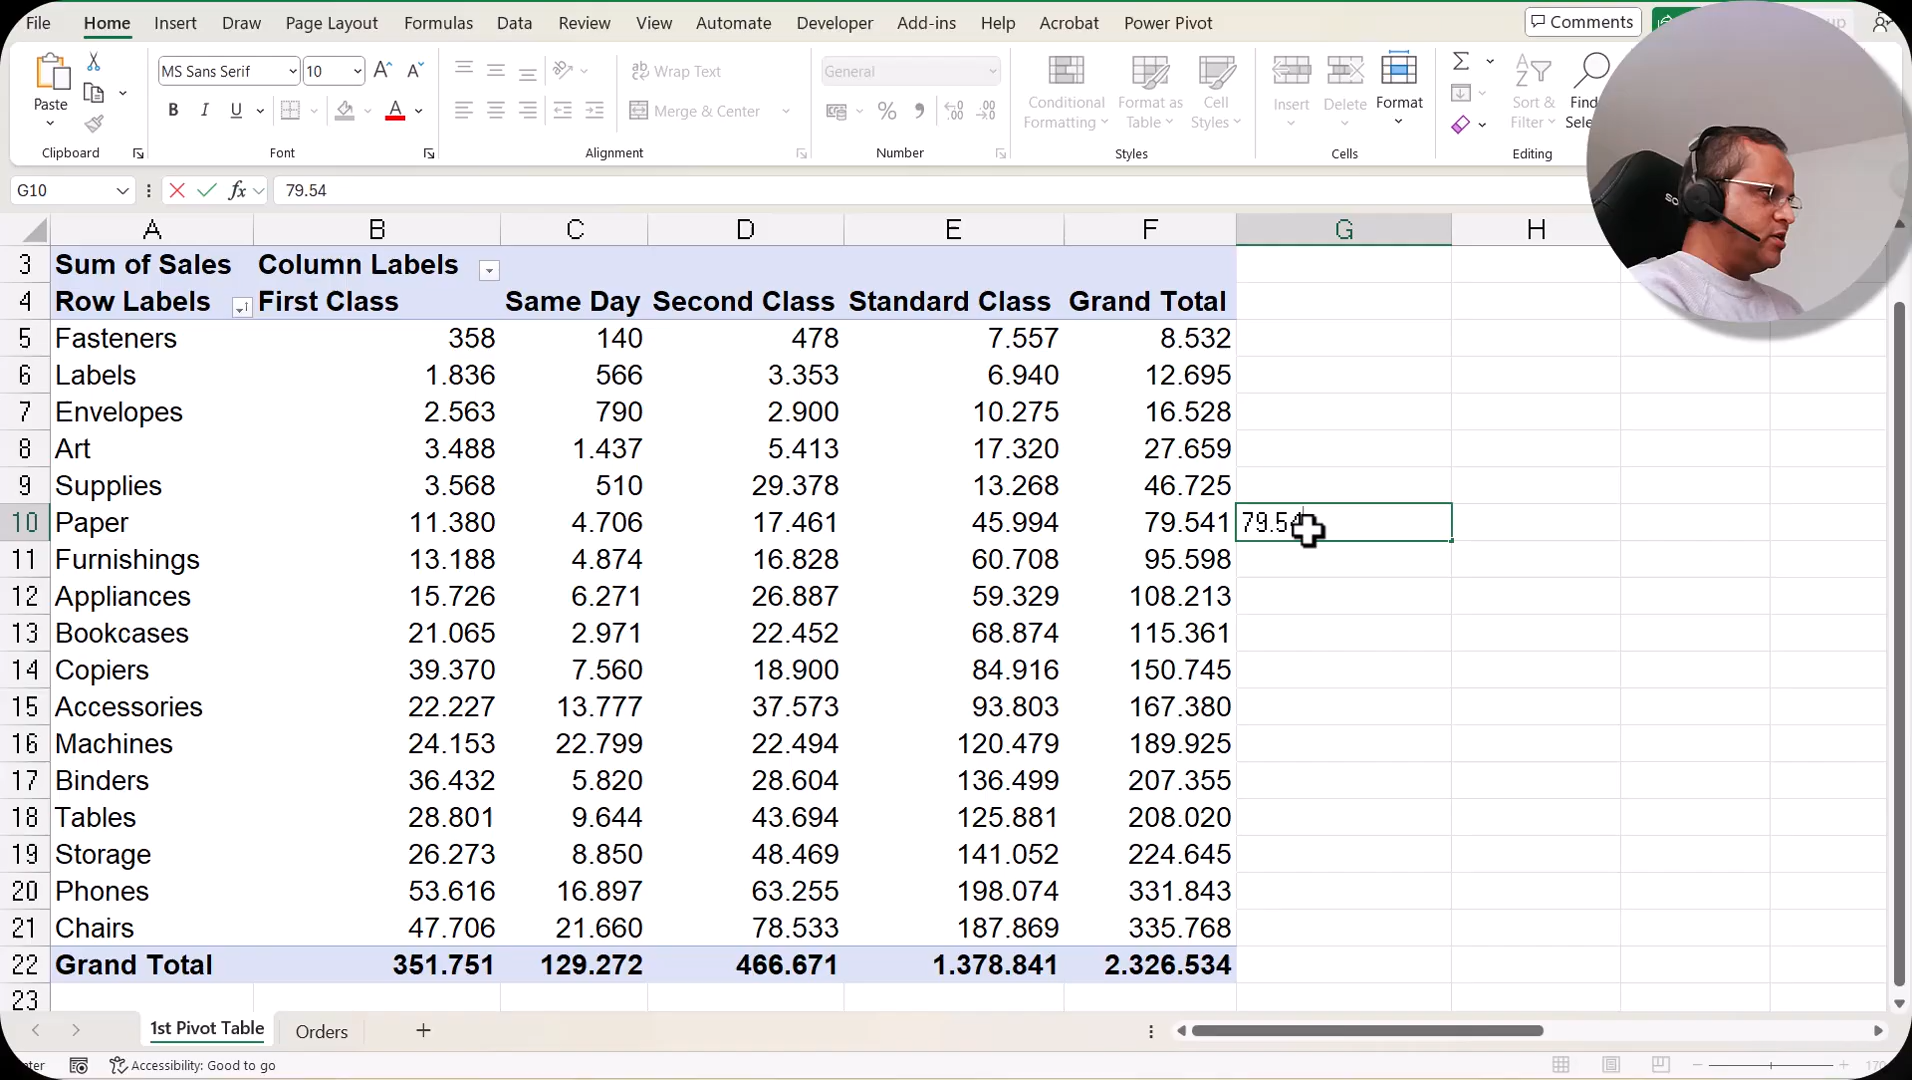 File Home Insert Draw Page Layout Formulas Data Review View Automate Developer Add-ins Help Acrobat Power Pivot Comments
MS Sans Serif 10 Wrap Text General
Paste B I U A Merge & Center Conditional Formatting Format as Table Cell Styles Insert Delete Format Sort & Filter Find
Clipboard Font Alignment Number Styles Cells Editing
G10 fx 79.54
A B C D E F G H
3 Sum of Sales Column Labels
4 Row Labels First Class Same Day Second Class Standard Class Grand Total
5 Fasteners 358 140 478 7.557 8.532
6 Labels 1.836 566 3.353 6.940 12.695
7 Envelopes 2.563 790 2.900 10.275 16.528
8 Art 3.488 1.437 5.413 17.320 27.659
9 Supplies 3.568 510 29.378 13.268 46.725
10 Paper 11.380 4.706 17.461 45.994 79.541 79.54
11 Furnishings 13.188 4.874 16.828 60.708 95.598
12 Appliances 15.726 6.271 26.887 59.329 108.213
13 Bookcases 21.065 2.971 22.452 68.874 115.361
14 Copiers 39.370 7.560 18.900 84.916 150.745
15 Accessories 22.227 13.777 37.573 93.803 167.380
16 Machines 24.153 22.799 22.494 120.479 189.925
17 Binders 36.432 5.820 28.604 136.499 207.355
18 Tables 28.801 9.644 43.694 125.881 208.020
19 Storage 26.273 8.850 48.469 141.052 224.645
20 Phones 53.616 16.897 63.255 198.074 331.843
21 Chairs 47.706 21.660 78.533 187.869 335.768
22 Grand Total 351.751 129.272 466.671 1.378.841 2.326.534
23
1st Pivot Table Orders
Accessibility: Good to go